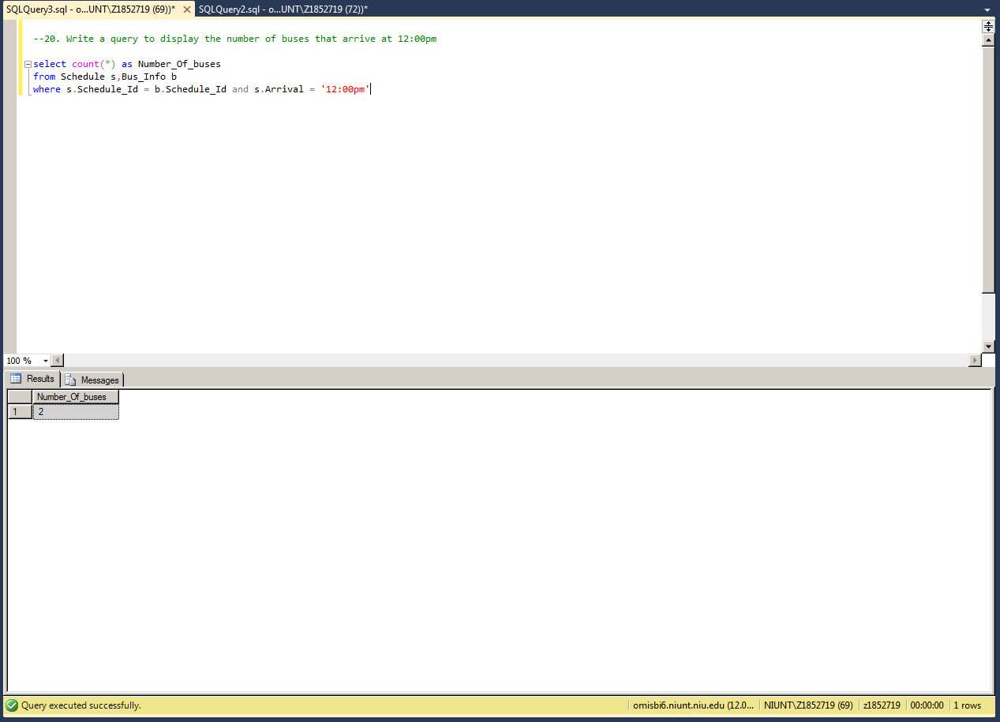 SQLQuery3.sql - o...UNT\Z1852719 (69))* SQLQuery2.sql - o...UNT\Z1852719 (72))*
--20. Write a query to display the number of buses that arrive at 12:00pm
select count(*) as Number_Of_buses
from Schedule s,Bus_Info b
where s.Schedule_Id = b.Schedule_Id and s.Arrival = '12:00pm'
100 %
Results Messages
Number_Of_buses
1 2
Query executed successfully. omisbi6.niunt.niu.edu (12.0... NIUNT\Z1852719 (69) z1852719 00:00:00 1 rows